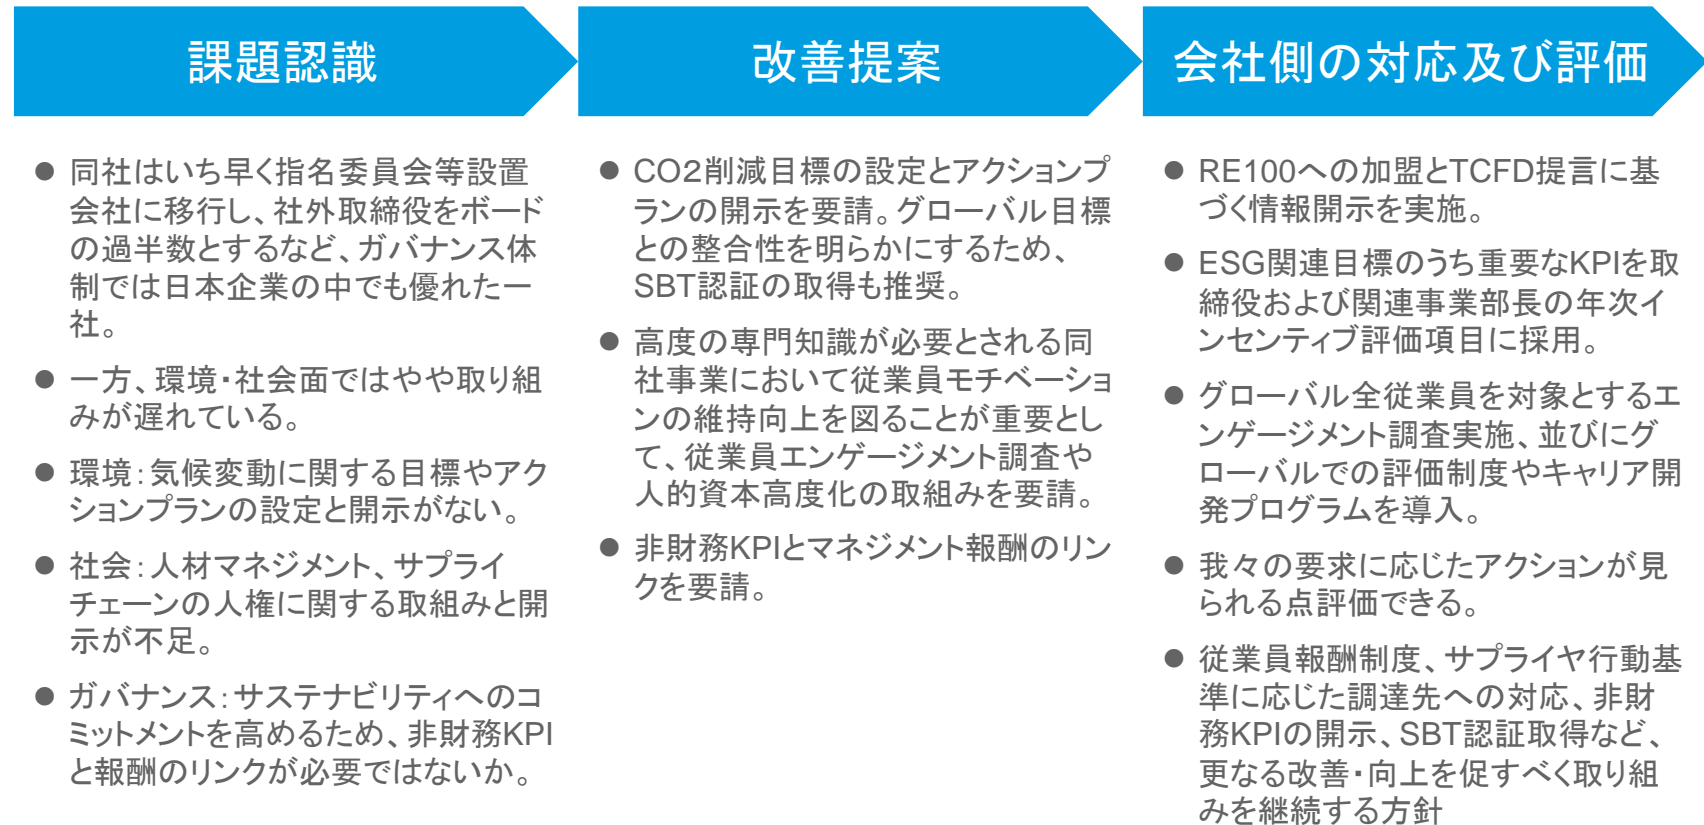 課題認識
● 同社はいち早く指名委員会等設置
会社に移行し、社外取締役をボード
の過半数とするなど、ガバナンス体
制では日本企業の中でも優れた一
社。
● 一方、環境・社会面ではやや取り組
みが遅れている。
● 環境：気候変動に関する目標やアク
ションプランの設定と開示がない。
● 社会：人材マネジメント、サプライ
チェーンの人権に関する取組みと開
示が不足。
● ガバナンス：サステナビリティへのコ
ミットメントを高めるため、非財務KPI
と報酬のリンクが必要ではないか。
改善提案
● CO２削減目標の設定とアクションプ
ランの開示を要請。グローバル目標
との整合性を明らかにするため、
SBT認証の取得も推奨。
● 高度の専門知識が必要とされる同
社事業において従業員モチベーショ
ンの維持向上を図ることが重要とし
て、従業員エンゲージメント調査や
人的資本高度化の取組みを要請。
● 非財務KPIとマネジメント報酬のリン
クを要請。
会社側の対応及び評価
● RE100への加盟とTCFD提言に基
づく情報開示を実施。
● ESG関連目標のうち重要なKPIを取
締役および関連事業部長の年次イ
ンセンティブ評価項目に採用。
● グローバル全従業員を対象とするエ
ンゲージメント調査実施、並びにグ
ローバルでの評価制度やキャリア開
発プログラムを導入。
● 我々の要求に応じたアクションが見
られる点評価できる。
● 従業員報酬制度、サプライヤ行動基
準に応じた調達先への対応、非財
務KPIの開示、SBT認証取得など、
更なる改善・向上を促すべく取り組
みを継続する方針